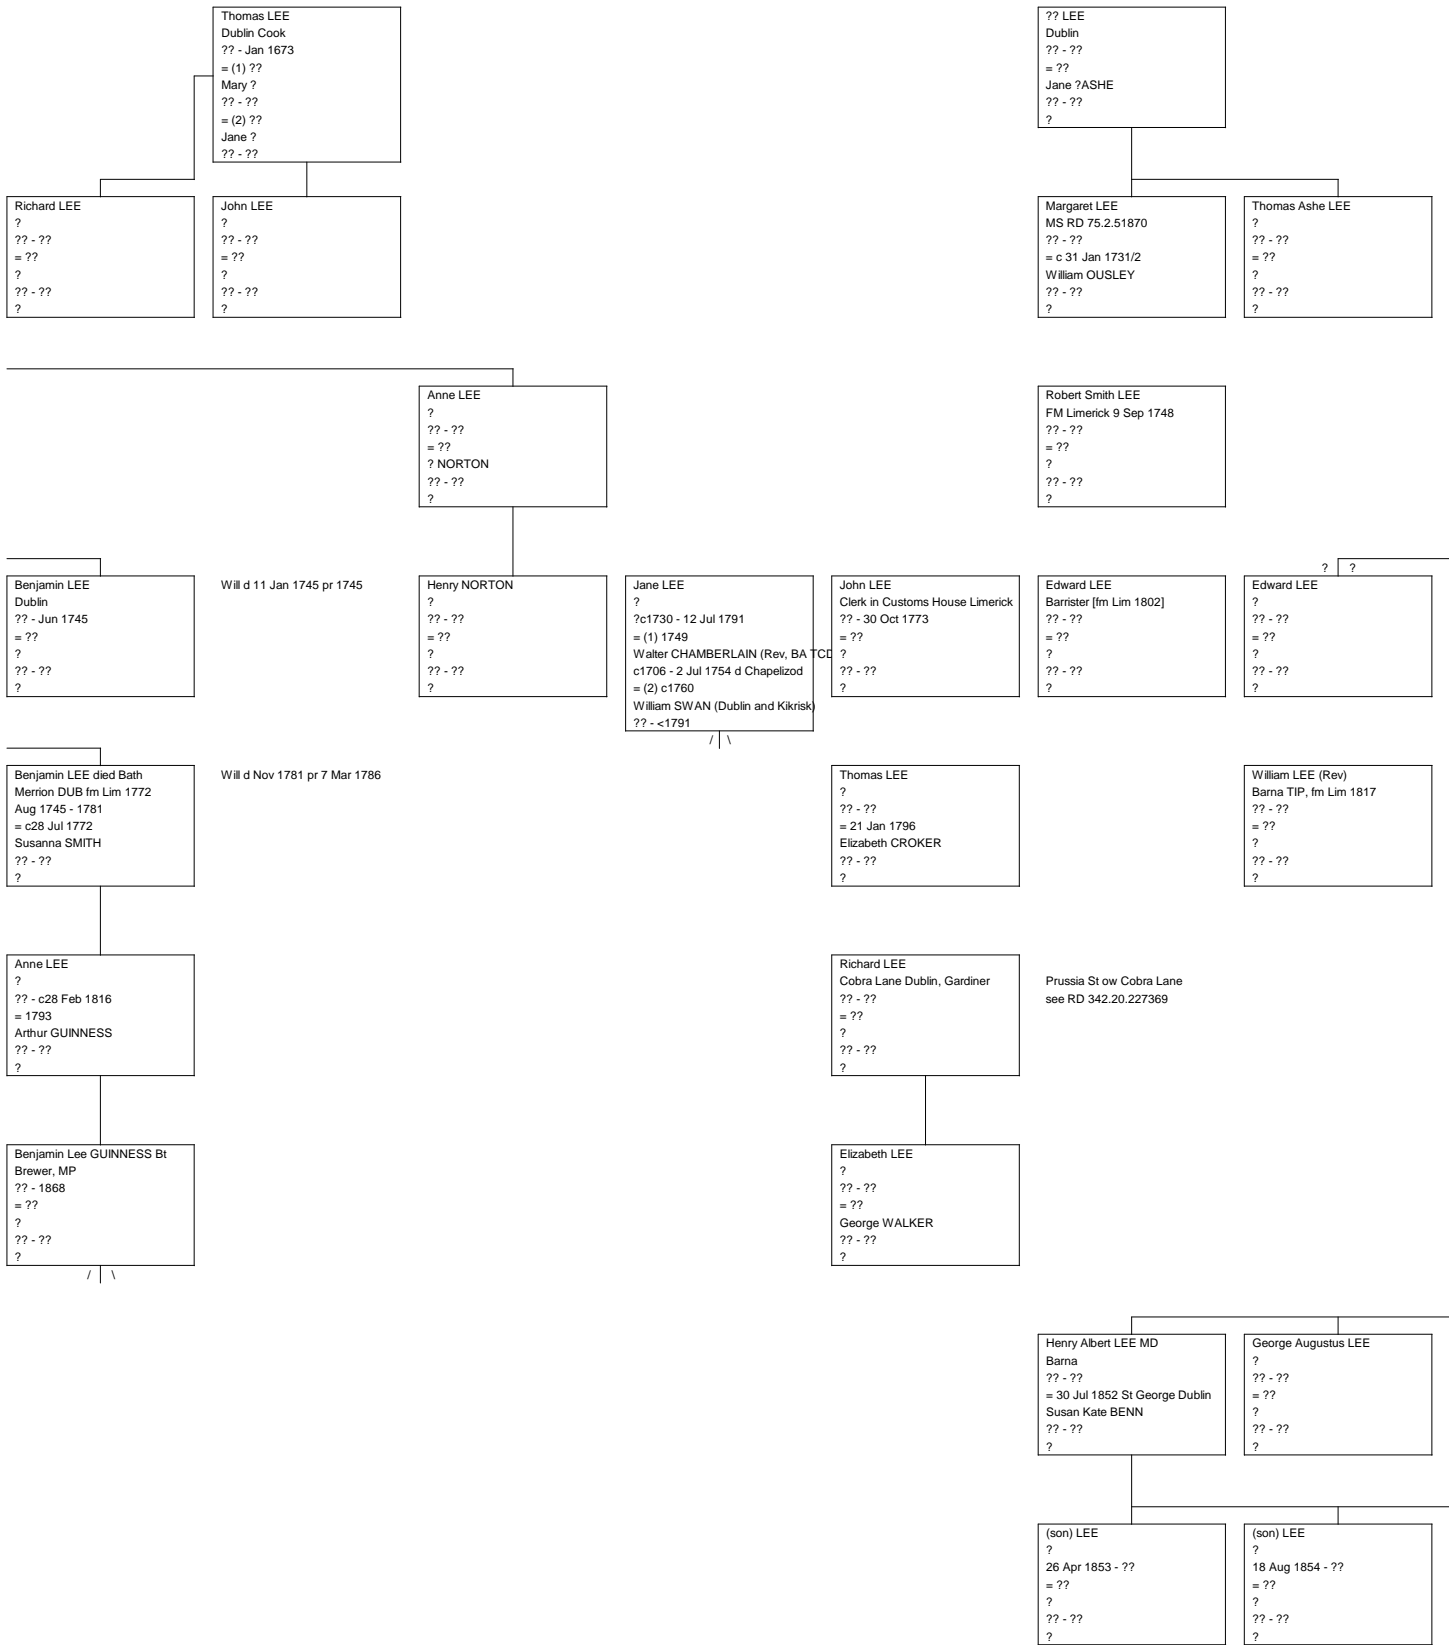 Thomas LEE
Dublin Cook
?? - Jan 1673
= (1) ??
Mary ?
?? - ??
= (2) ??
Jane ?
?? - ??
?? LEE
Dublin
?? - ??
= ??
Jane ?ASHE
?? - ??
?
Richard LEE
?
?? - ??
= ??
?
?? - ??
?
John LEE
?
?? - ??
= ??
?
?? - ??
?
Margaret LEE
MS RD 75.2.51870
?? - ??
= c 31 Jan 1731/2
William OUSLEY
?? - ??
?
Thomas Ashe LEE
?
?? - ??
= ??
?
?? - ??
?
Anne LEE
?
?? - ??
= ??
? NORTON
?? - ??
?
Robert Smith LEE
FM Limerick 9 Sep 1748
?? - ??
= ??
?
?? - ??
?
? ?
Benjamin LEE
Dublin
?? - Jun 1745
= ??
?
?? - ??
?
Will d 11 Jan 1745 pr 1745
Henry NORTON
?
?? - ??
= ??
?
?? - ??
?
Jane LEE
?
?c1730 - 12 Jul 1791
= (1) 1749
Walter CHAMBERLAIN (Rev, BA TCD
c1706 - 2 Jul 1754 d Chapelizod
= (2) c1760
William SWAN (Dublin and Kikrisk)
?? - <1791
/ \
John LEE
Clerk in Customs House Limerick
?? - 30 Oct 1773
= ??
?
?? - ??
?
Edward LEE
Barrister [fm Lim 1802]
?? - ??
= ??
?
?? - ??
?
Edward LEE
?
?? - ??
= ??
?
?? - ??
?
Benjamin LEE died Bath
Merrion DUB fm Lim 1772
Aug 1745 - 1781
= c28 Jul 1772
Susanna SMITH
?? - ??
?
Will d Nov 1781 pr 7 Mar 1786
Thomas LEE
?
?? - ??
= 21 Jan 1796
Elizabeth CROKER
?? - ??
?
William LEE (Rev)
Barna TIP, fm Lim 1817
?? - ??
= ??
?
?? - ??
?
Anne LEE
?
?? - c28 Feb 1816
= 1793
Arthur GUINNESS
?? - ??
?
Richard LEE
Cobra Lane Dublin, Gardiner
?? - ??
= ??
?
?? - ??
?
Prussia St ow Cobra Lane
see RD 342.20.227369
Benjamin Lee GUINNESS Bt
Brewer, MP
?? - 1868
= ??
?
?? - ??
?
/ \
Elizabeth LEE
?
?? - ??
= ??
George WALKER
?? - ??
?
Henry Albert LEE MD
Barna
?? - ??
= 30 Jul 1852 St George Dublin
Susan Kate BENN
?? - ??
?
George Augustus LEE
?
?? - ??
= ??
?
?? - ??
?
(son) LEE
?
26 Apr 1853 - ??
= ??
?
?? - ??
?
(son) LEE
?
18 Aug 1854 - ??
= ??
?
?? - ??
?